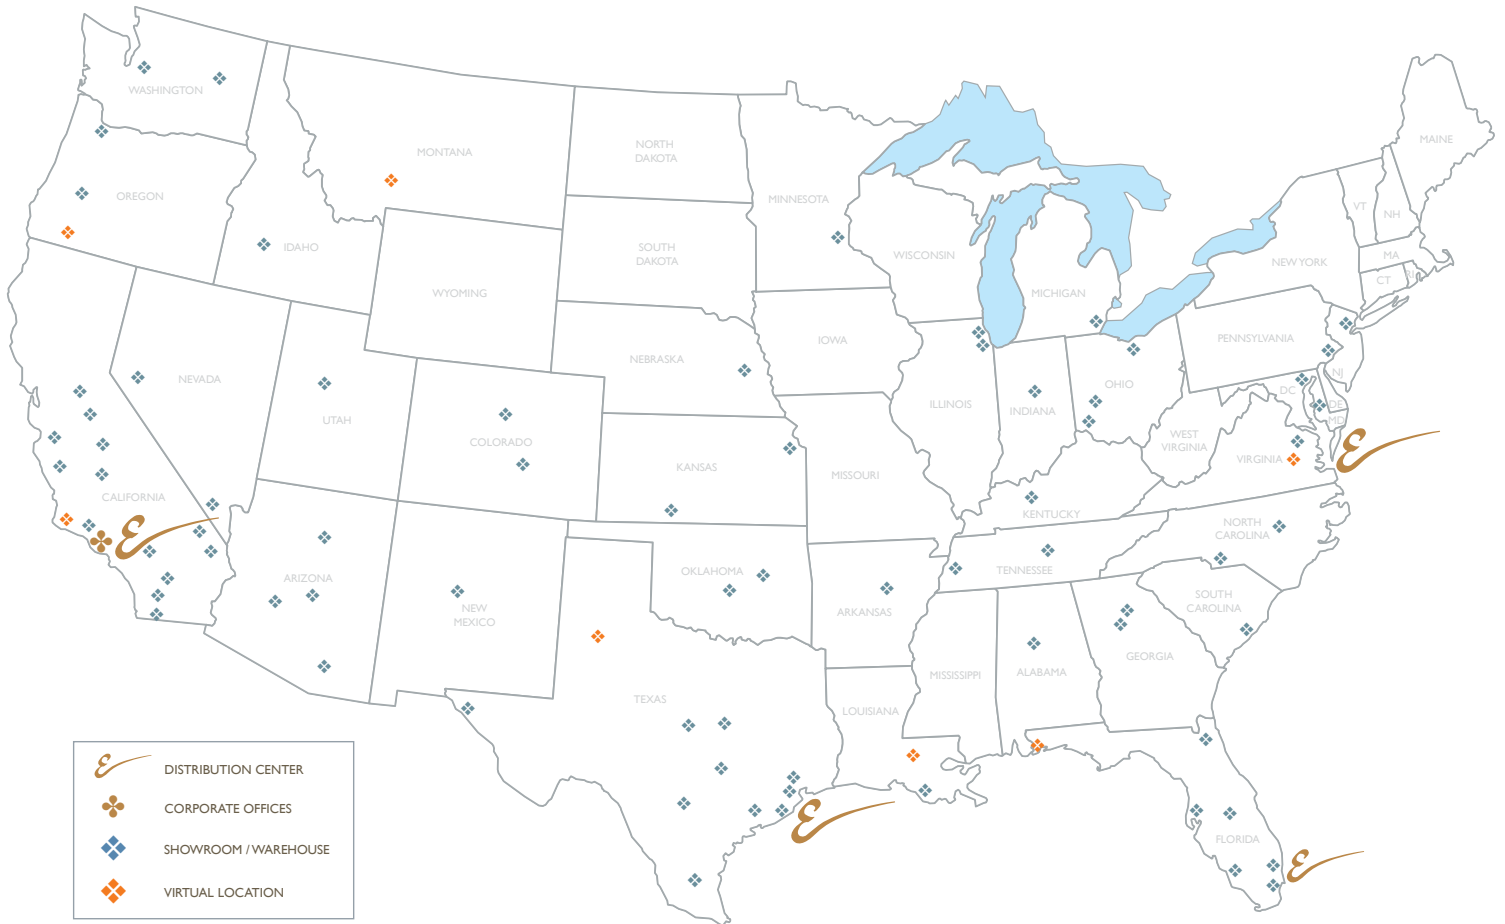 WASHINGTON
MONTANA
NORTH
DAKOTA
MAINE
OREGON
MINNESOTA
VT
NH
IDAHO
SOUTH
DAKOTA
WISCONSIN
NEW YORK
MA
WYOMING
MICHIGAN
CT
RI
NEVADA
NEBRASKA
IOWA
PENNSYLVANIA
NJ
UTAH
COLORADO
ILLINOIS
INDIANA
OHIO
DC
DE
MD
WEST
VIRGINIA
VIRGINIA
KANSAS
MISSOURI
CALIFORNIA
KENTUCKY
NORTH
CAROLINA
ARIZONA
NEW
MEXICO
OKLAHOMA
ARKANSAS
TENNESSEE
SOUTH
CAROLINA
TEXAS
LOUISIANA
MISSISSIPPI
ALABAMA
GEORGIA
FLORIDA
DISTRIBUTION CENTER
CORPORATE OFFICES
SHOWROOM / WAREHOUSE
VIRTUAL LOCATION